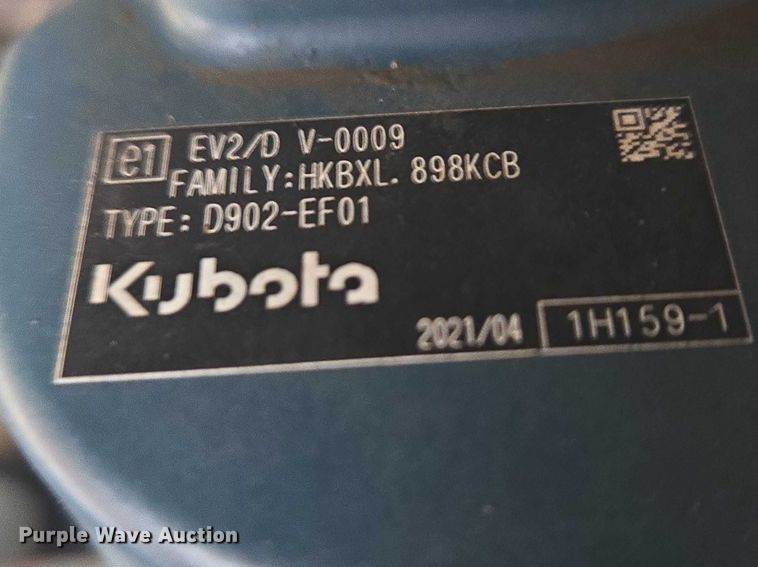 e1 EV2/D V-0009
FAMILY:HKBXL. 898KCB
TYPE: D902-EF01
Kubota
2021/04 1H159-1
Purple Wave Auction